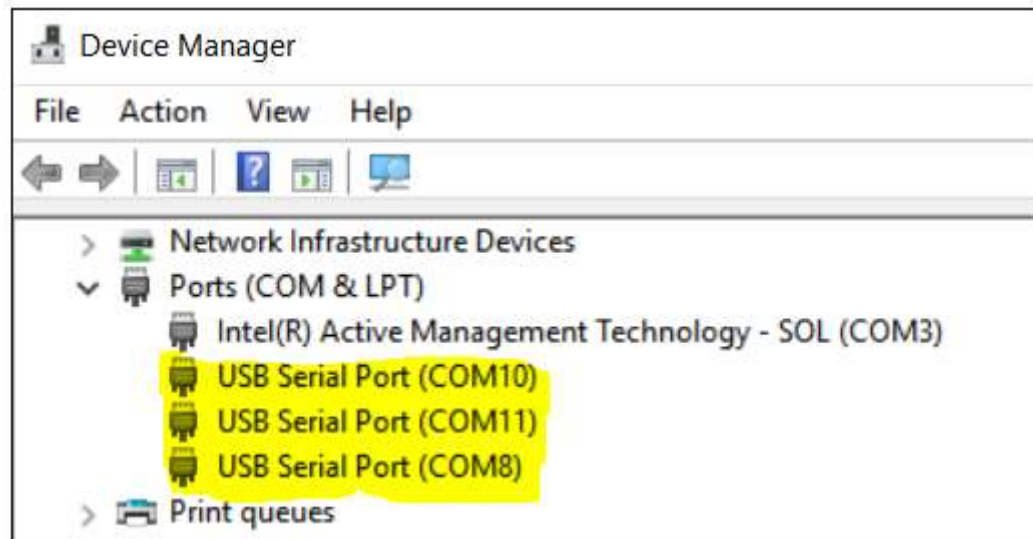 Device Manager
File Action View Help
?
Network Infrastructure Devices
Ports (COM & LPT)
Intel(R) Active Management Technology - SOL (COM3)
USB Serial Port (COM10)
USB Serial Port (COM11)
USB Serial Port (COM8)
Print queues